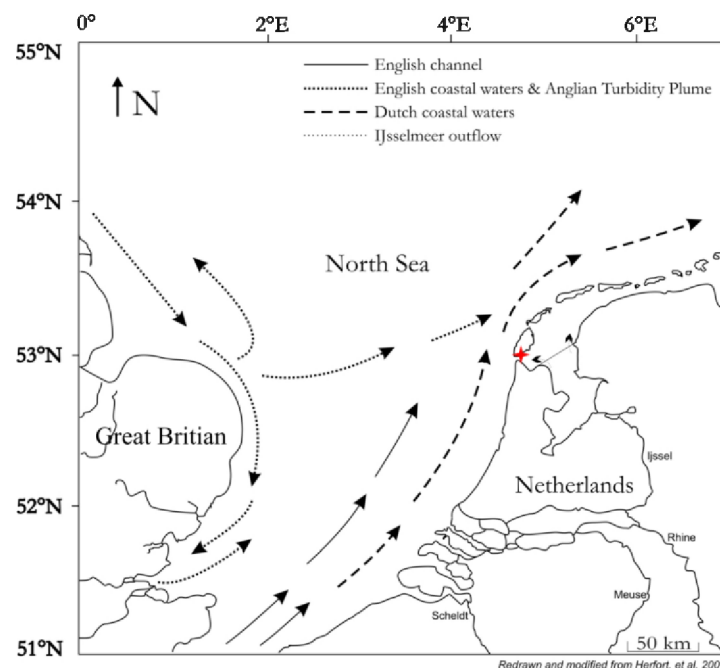 0°
2°E
4°E
6°E
55°N
English channel
English coastal waters & Anglian Turbidity Plume
Dutch coastal waters
IJsselmeer outflow
N
54°N
North Sea
53°N
Great Britian
Ijssel
Netherlands
52°N
Rhine
Meuse
Scheldt
51°N
50 km
Redrawn and modified from Herfort, et al. 200